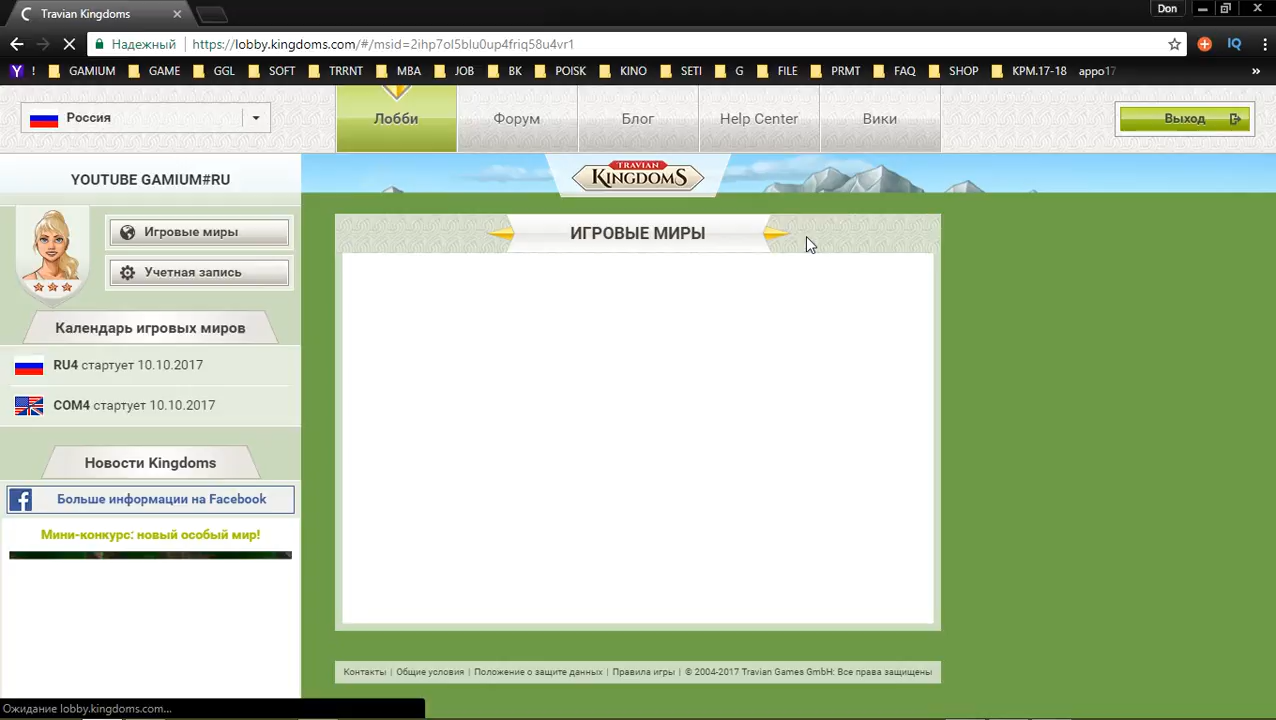 Travian Kingdoms
Don
Надежный
https://lobby.kingdoms.com/#/msid=2ihp7ol5blu0up4friq58u4vr1
IQ
Y !
GAMIUM
GAME
GGL
SOFT
TRRNT
MBA
JOB
BK
POISK
KINO
SETI
G
FILE
PRMT
FAQ
SHOP
KPM.17-18
appo17
»
Россия
Лобби
Форум
Блог
Help Center
Вики
Выход
YOUTUBE GAMIUM#RU
TRAVIAN
KINGDOMS
Игровые миры
Учетная запись
ИГРОВЫЕ МИРЫ
Календарь игровых миров
RU4 стартует 10.10.2017
COM4 стартует 10.10.2017
Новости Kingdoms
Больше информации на Facebook
Мини-конкурс: новый особый мир!
Контакты | Общие условия | Положение о защите данных | Правила игры | © 2004-2017 Travian Games GmbH: Все права защищены
Ожидание lobby.kingdoms.com...